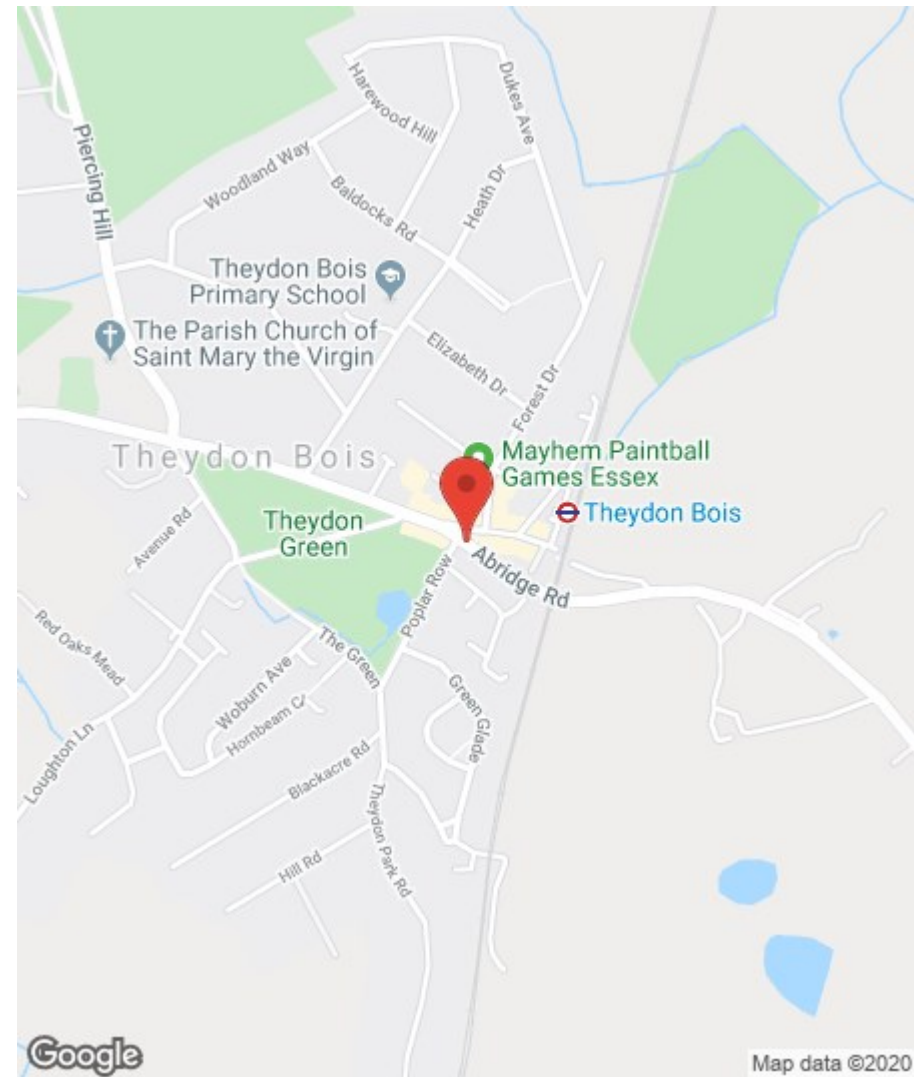 Harewood Hill
Dukes Ave
Piercing Hill
Woodland Way
Heath Dr
Baldocks Rd
Theydon Bois
Primary School
The Parish Church of
Saint Mary the Virgin
Elizabeth Dr
Forest Dr
Theydon Bois
Mayhem Paintball
Games Essex
Theydon
Green
Theydon Bois
Avenue Rd
Abridge Rd
Poplar Row
Red Oaks Mead
The Green
Woburn Ave
Hornbeam Cl
Green Glade
Loughton Ln
Blackacre Rd
Theydon Park Rd
Hill Rd
Google
Map data ©2020